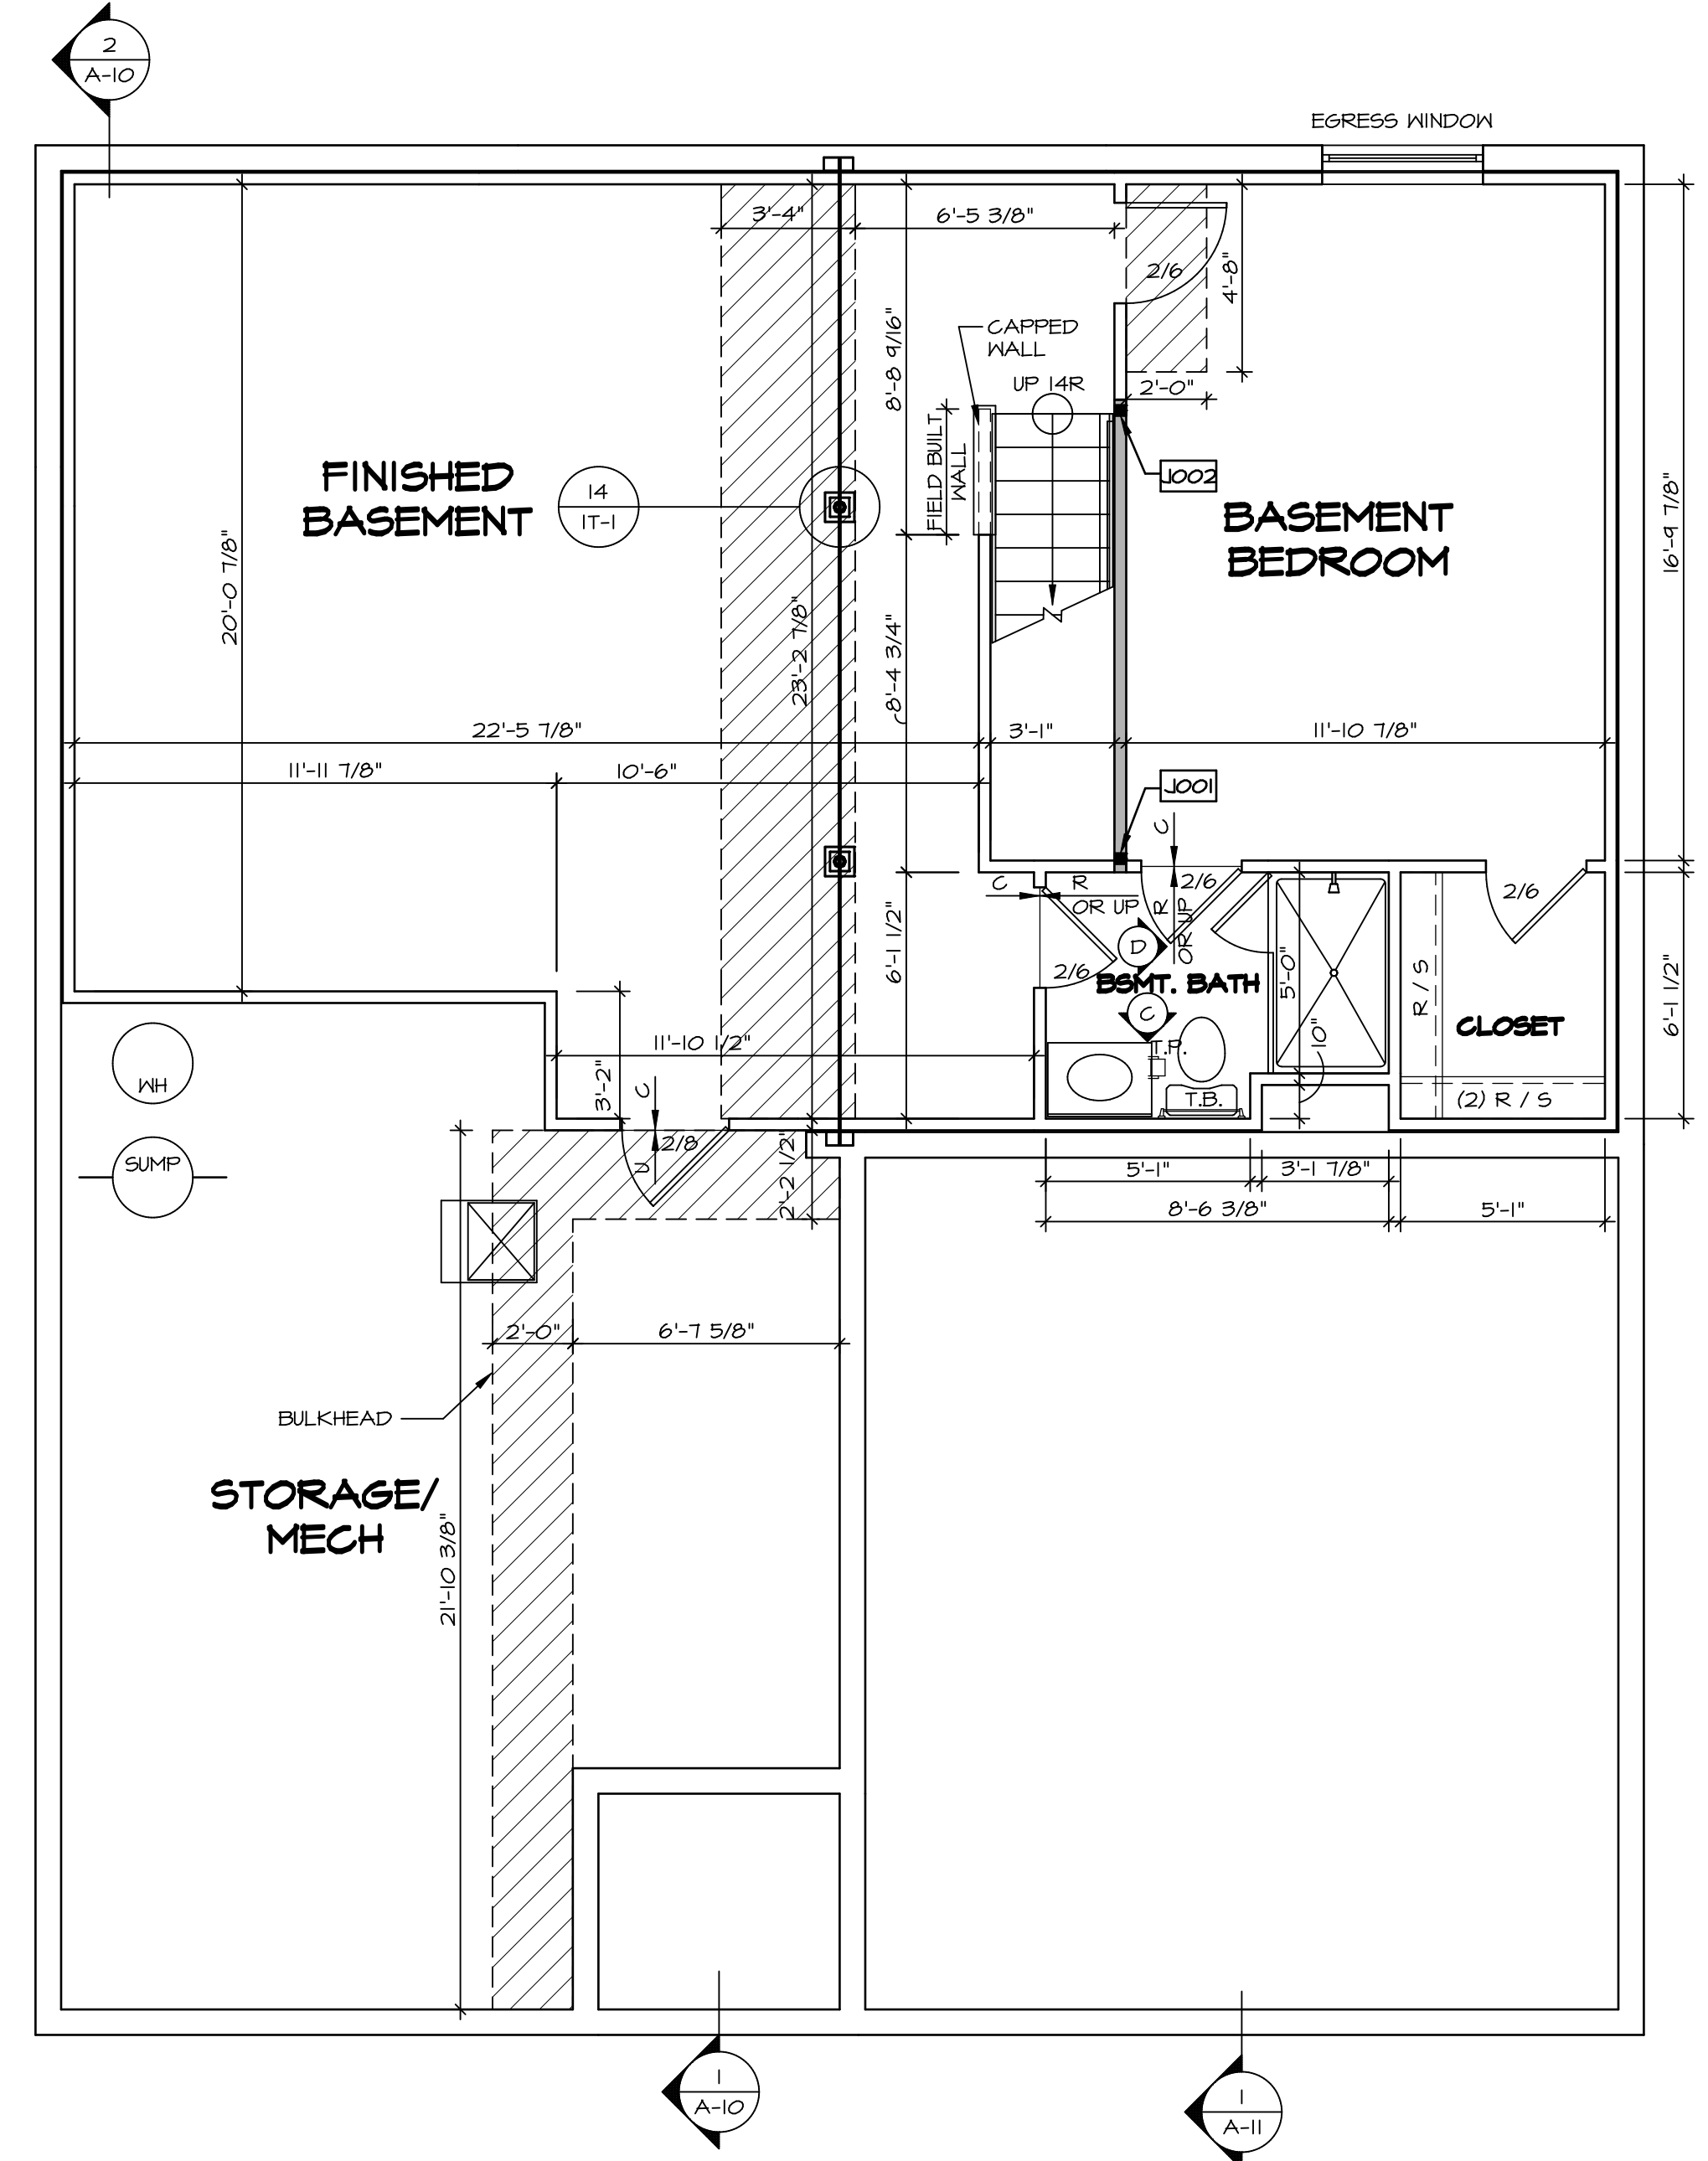 2
A-10
EGRESS WINDOW
3'-4"
6'-5 3/8"
2/6
4'-8"
8'-8 9/16"
CAPPED
WALL
UP 14R
2'-0"
FIELD BUILT
WALL
J002
FINISHED
BASEMENT
14
IT-1
BASEMENT
BEDROOM
16'-9 7/8"
20'-0 7/8"
23'-2 7/8"
8'-4 3/4"
22'-5 7/8"
3'-1"
11'-10 7/8"
11'-11 7/8"
10'-6"
J001
C
C
R
OR UP
2/6
R
OR UP
2/6
D
6'-1 1/2"
2/6
BSMT. BATH
5'-0"
R / S
6'-1 1/2"
C
CLOSET
10"
T.P.
T.B.
(2) R / S
WH
11'-10 1/2"
3'-2"
C
U
2/8
2'-2 1/2"
SUMP
5'-1"
3'-1 7/8"
8'-6 3/8"
5'-1"
2'-0"
6'-7 5/8"
BULKHEAD
STORAGE/
MECH
21'-10 3/8"
1
A-10
1
A-11